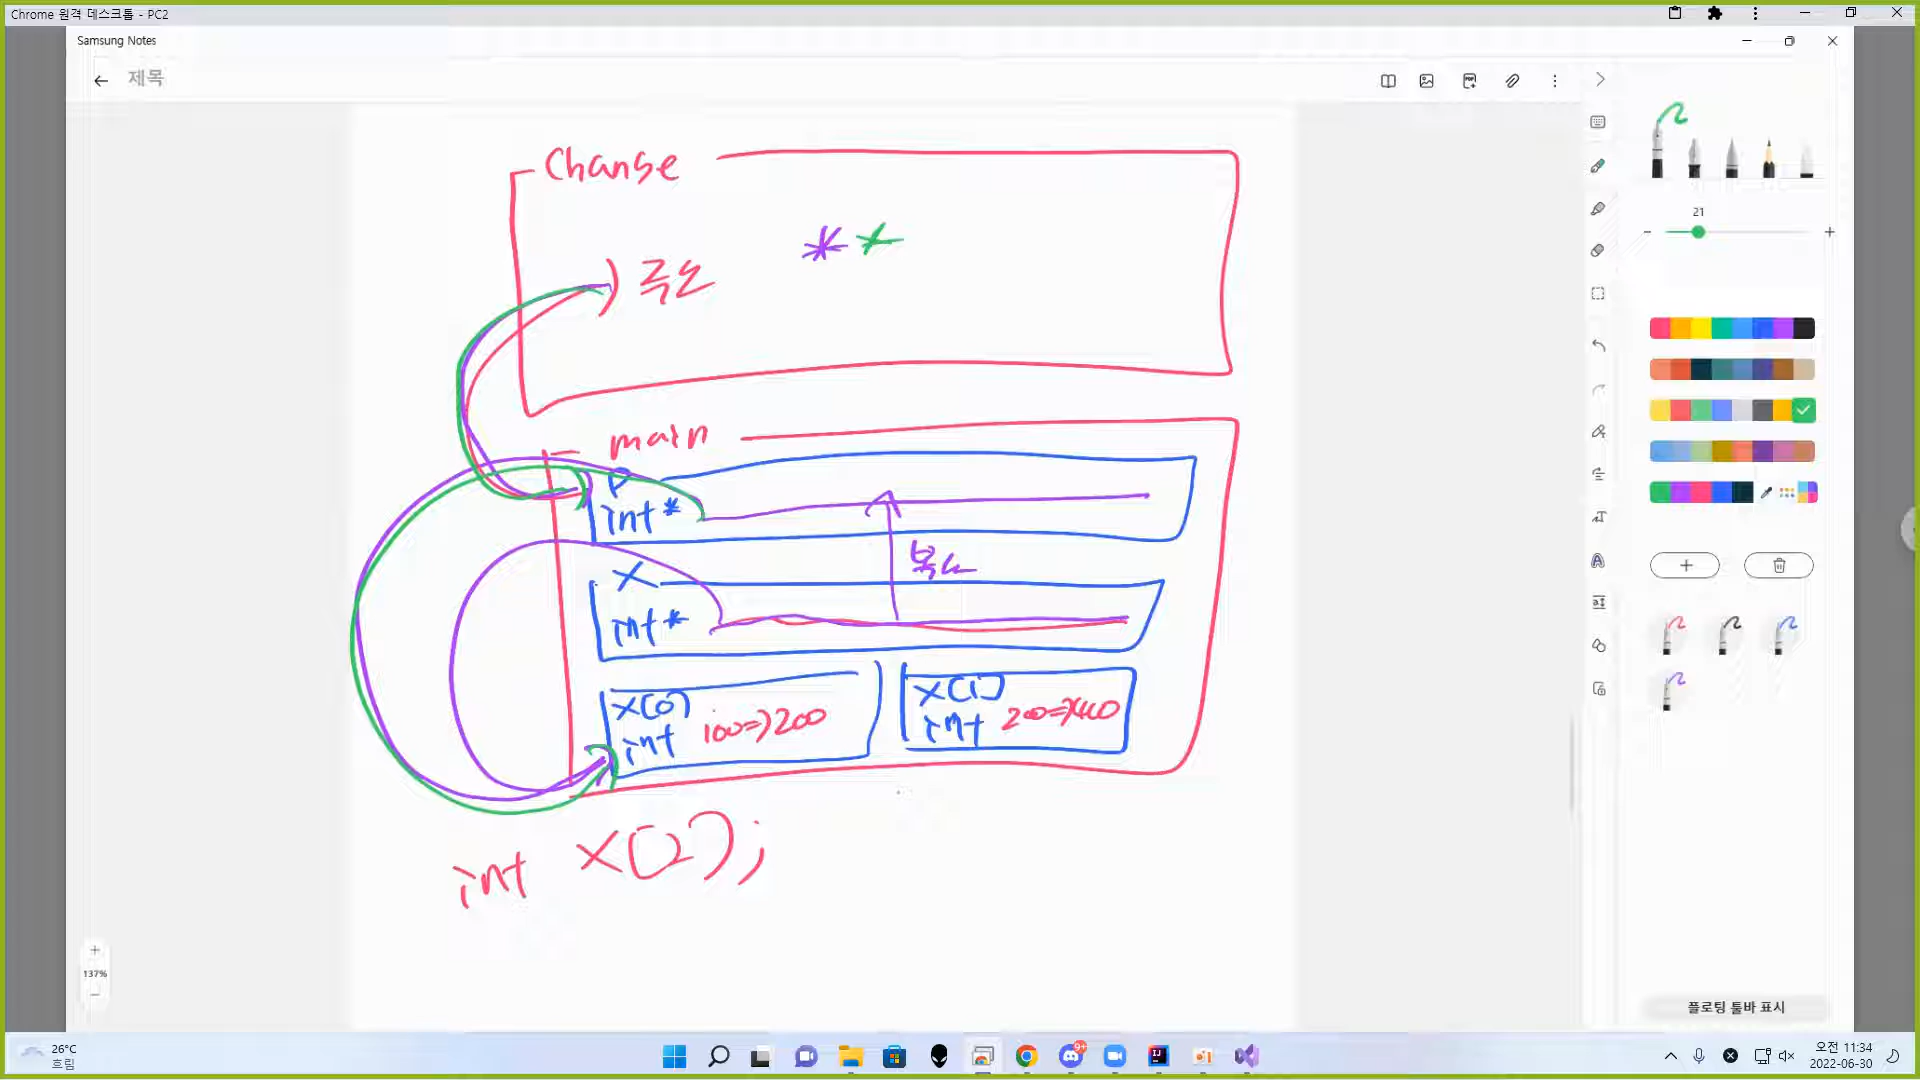 Chrome 원격 데스크톱 - PC2
Samsung Notes
제목
21
Change
주소
**
main
P
int *
복사
X
int *
X[0]
int 100=>200
X[1]
int 200=>400
int X[2];
137%
플로팅 툴바 표시
26°C
흐림
9+
오전 11:34
2022-06-30